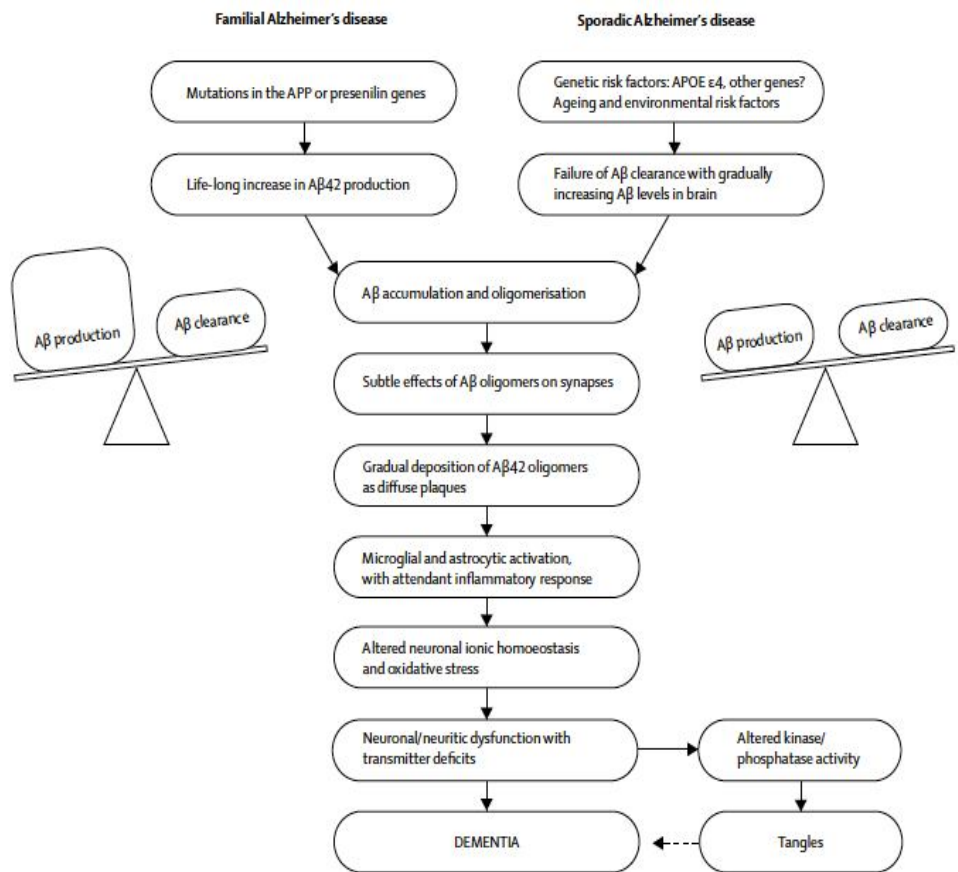 Familial Alzheimer's disease
Sporadic Alzheimer's disease
Mutations in the APP or presenilin genes
Genetic risk factors: APOE ε4, other genes?
Ageing and environmental risk factors
Life-long increase in Aβ42 production
Failure of Aβ clearance with gradually
increasing Aβ levels in brain
Aβ production
Aβ clearance
Aβ accumulation and oligomerisation
Aβ production
Aβ clearance
Subtle effects of Aβ oligomers on synapses
Gradual deposition of Aβ42 oligomers
as diffuse plaques
Microglial and astrocytic activation,
with attendant inflammatory response
Altered neuronal ionic homoeostasis
and oxidative stress
Neuronal/neuritic dysfunction with
transmitter deficits
Altered kinase/
phosphatase activity
DEMENTIA
Tangles